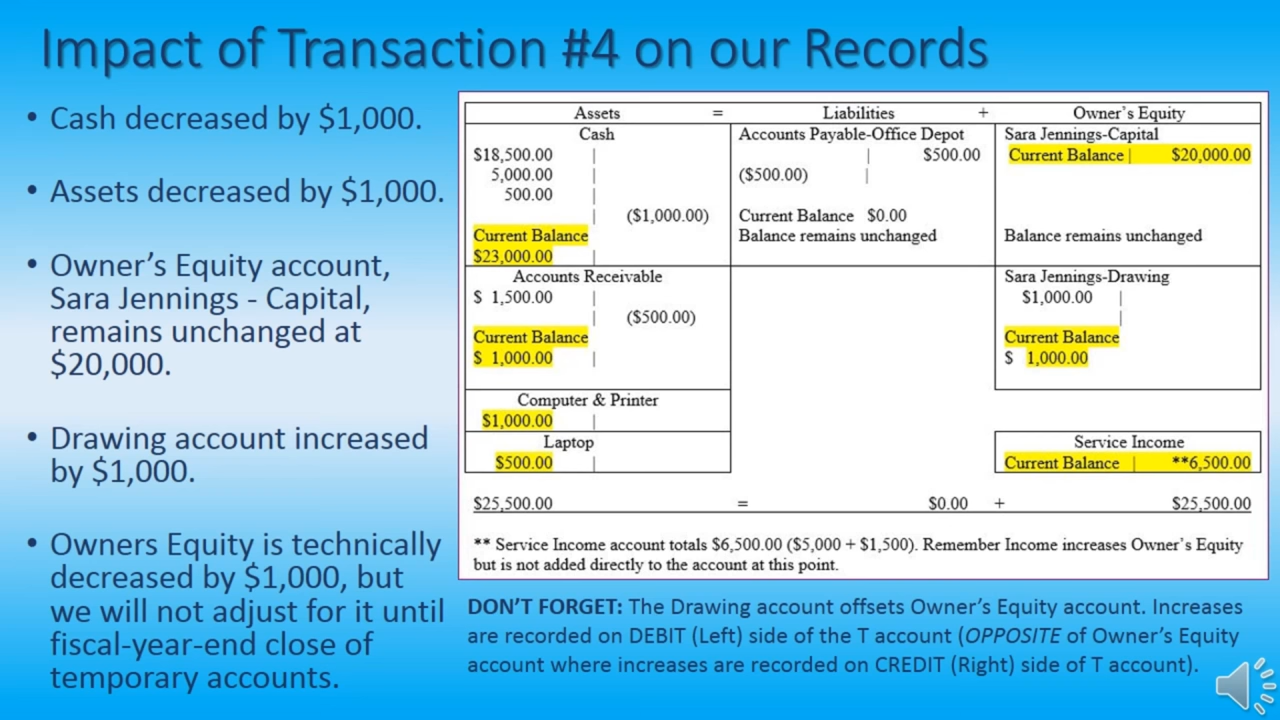 Impact of Transaction #4 on our Records
• Cash decreased by $1,000.
• Assets decreased by $1,000.
• Owner's Equity account,
Sara Jennings - Capital,
remains unchanged at
$20,000.
• Drawing account increased
by $1,000.
• Owners Equity is technically
decreased by $1,000, but
we will not adjust for it until
fiscal-year-end close of
temporary accounts.
Assets = Liabilities + Owner's Equity
Cash
$18,500.00
5,000.00
500.00
($1,000.00)
Current Balance
$23,000.00
Accounts Payable-Office Depot
$500.00
($500.00)
Current Balance $0.00
Balance remains unchanged
Sara Jennings-Capital
Current Balance | $20,000.00
Balance remains unchanged
Accounts Receivable
$ 1,500.00
($500.00)
Current Balance
$ 1,000.00
Sara Jennings-Drawing
$1,000.00
Current Balance
$ 1,000.00
Computer & Printer
$1,000.00
Laptop
$500.00
Service Income
Current Balance | **6,500.00
$25,500.00 = $0.00 + $25,500.00
** Service Income account totals $6,500.00 ($5,000 + $1,500). Remember Income increases Owner's Equity
but is not added directly to the account at this point.
DON'T FORGET: The Drawing account offsets Owner's Equity account. Increases
are recorded on DEBIT (Left) side of the T account (OPPOSITE of Owner's Equity
account where increases are recorded on CREDIT (Right) side of T account).